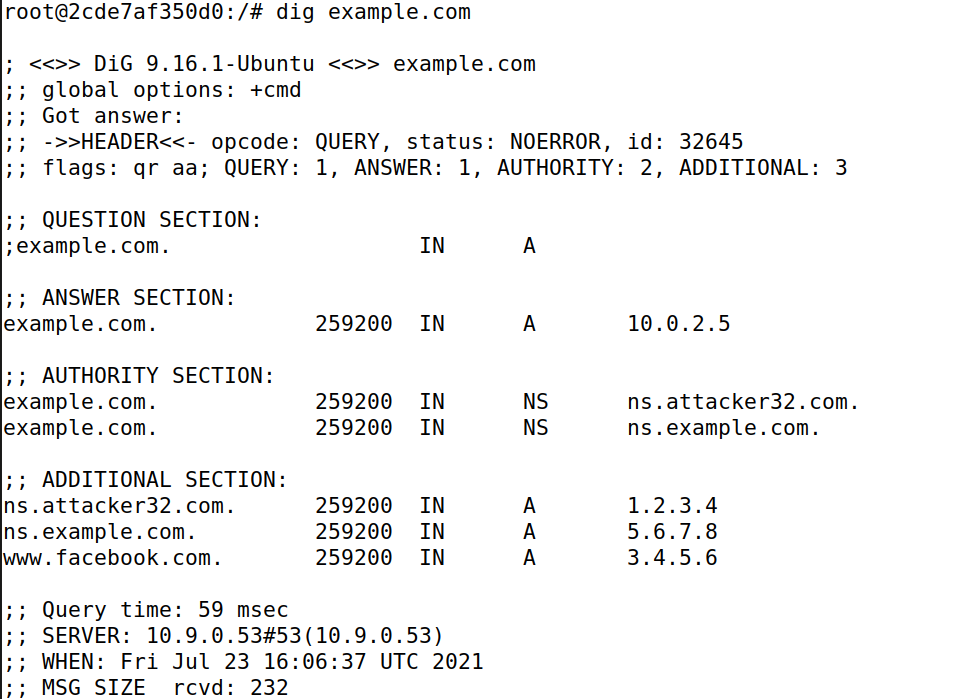 root@2cde7af350d0:/# dig example.com
; <<>> DiG 9.16.1-Ubuntu <<>> example.com
;; global options: +cmd
;; Got answer:
;; ->>HEADER<<- opcode: QUERY, status: NOERROR, id: 32645
;; flags: qr aa; QUERY: 1, ANSWER: 1, AUTHORITY: 2, ADDITIONAL: 3
;; QUESTION SECTION:
;example.com. IN A
;; ANSWER SECTION:
example.com. 259200 IN A 10.0.2.5
;; AUTHORITY SECTION:
example.com. 259200 IN NS ns.attacker32.com.
example.com. 259200 IN NS ns.example.com.
;; ADDITIONAL SECTION:
ns.attacker32.com. 259200 IN A 1.2.3.4
ns.example.com. 259200 IN A 5.6.7.8
www.facebook.com. 259200 IN A 3.4.5.6
;; Query time: 59 msec
;; SERVER: 10.9.0.53#53(10.9.0.53)
;; WHEN: Fri Jul 23 16:06:37 UTC 2021
;; MSG SIZE  rcvd: 232